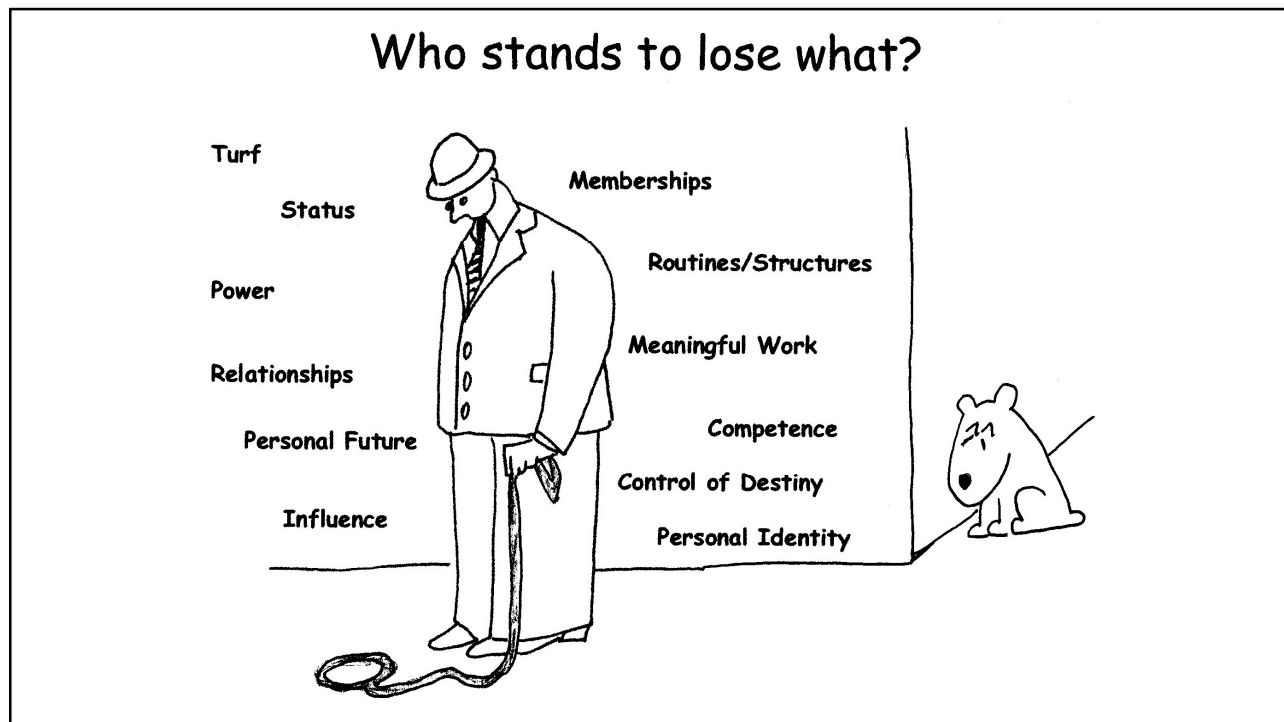 Who stands to lose what?
Turf
Status
Power
Relationships
Personal Future
Influence
Memberships
Routines/Structures
Meaningful Work
Competence
Control of Destiny
Personal Identity